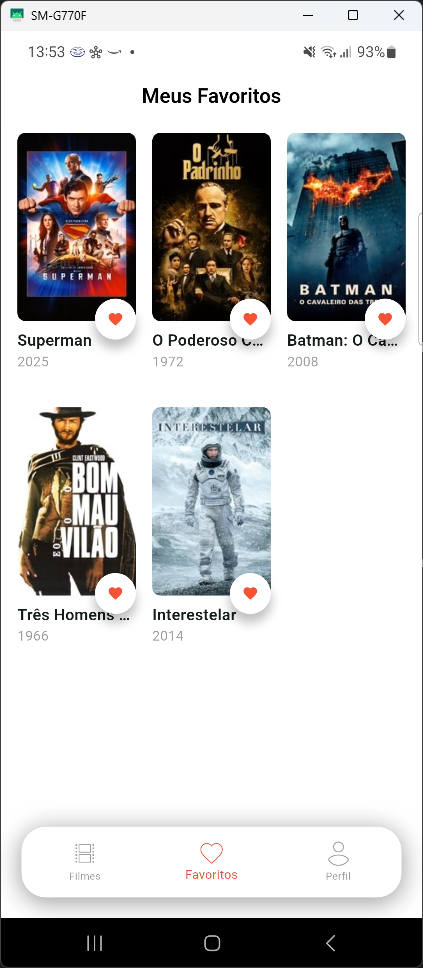 SM-G770F
13:53
93%
Meus Favoritos
SUPERMAN
O
Padrinho
BATMAN
O CAVALEIRO DAS TRE
Superman
O Poderoso C...
Batman: O Ca...
2025
1972
2008
CLINT EASTWOOD
O BOM
O MAU
E O VILÃO
INTERESTELAR
Três Homens ...
Interestelar
1966
2014
Filmes
Favoritos
Perfil